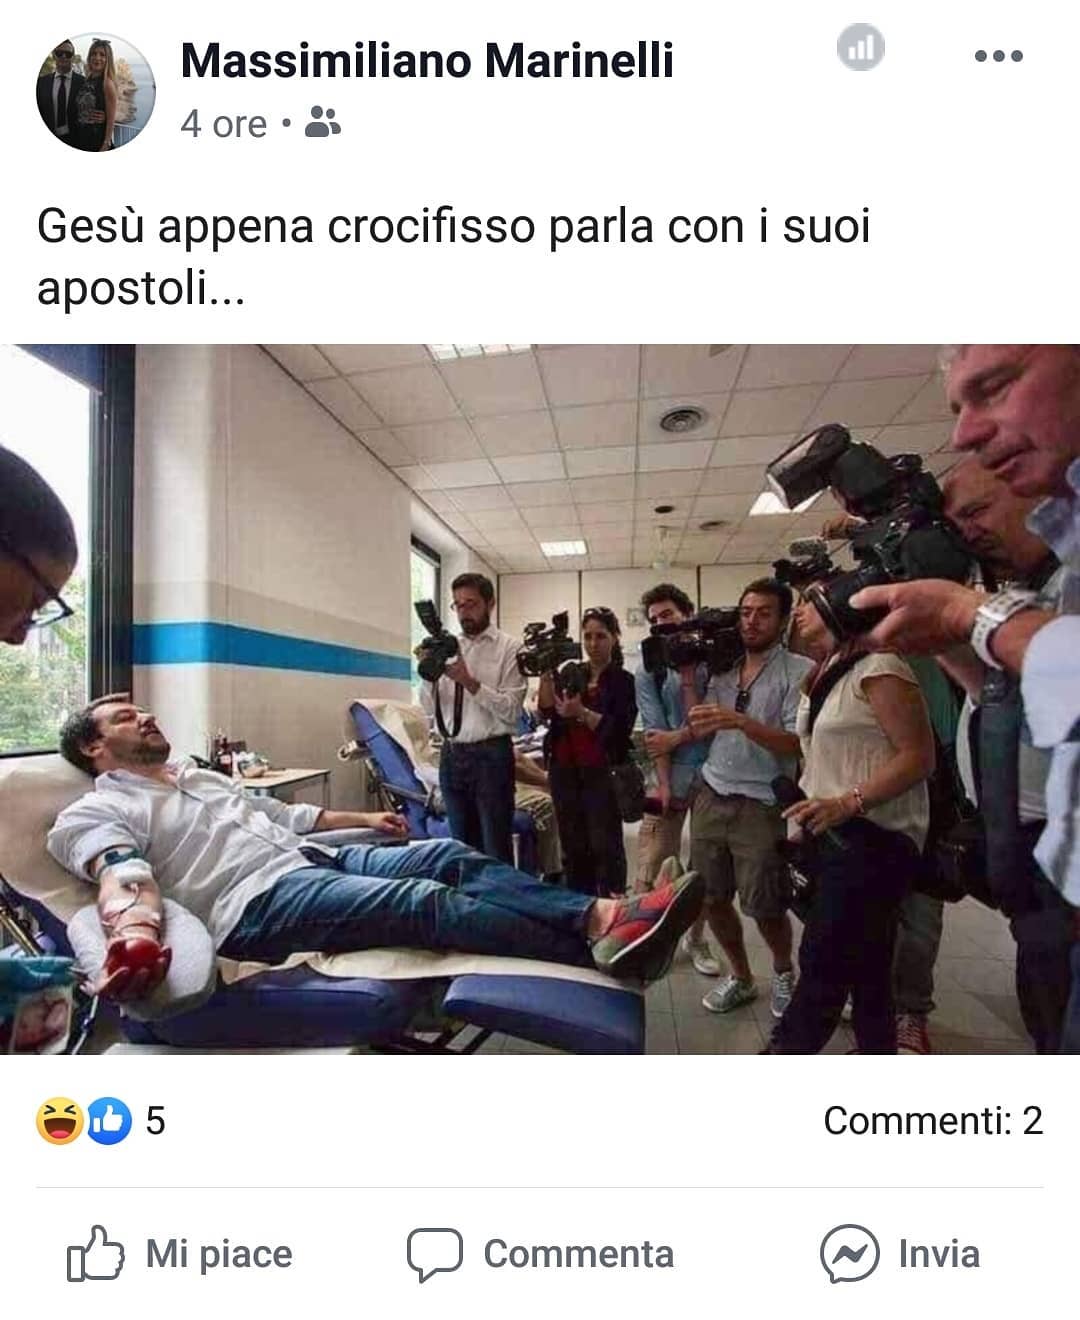 Massimiliano Marinelli
4 ore •
Gesù appena crocifisso parla con i suoi
apostoli...
5
Commenti: 2
Mi piace
Commenta
Invia